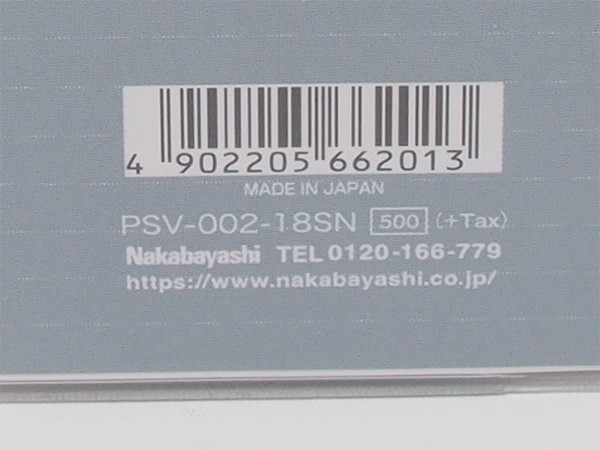 4 902205 662013
MADE IN JAPAN
PSV-002-18SN 500 (+Tax)
Nakabayashi TEL 0120-166-779
https://www.nakabayashi.co.jp/